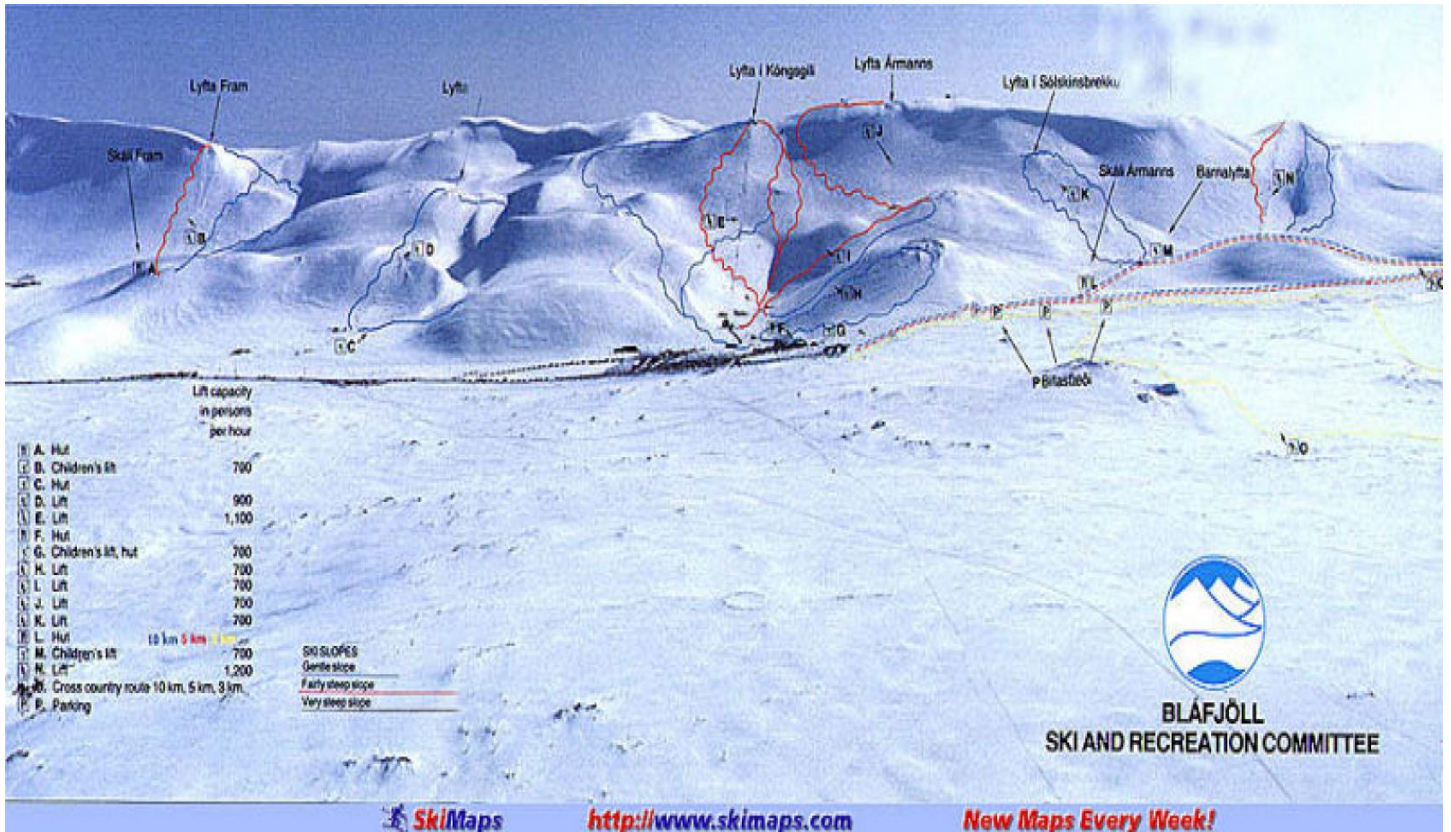 Lyfta Fram
Lyfta
Lyfta í Kóngsgili
Lyfta Ármanns
Lyfta í Sólskinsbrekku
Skáli Fram
Skáli Ármanns
Barnalyfta
J
N
K
E
B
D
A
M
I
L
O
H
F
G
C
P
P
P
P
O
Lift capacity
in persons
per hour
A. Hut
B. Children's lift 700
C. Hut
D. Lift 900
E. Lift 1,100
F. Hut
G. Children's lift, hut 700
H. Lift 700
I. Lift 700
J. Lift 700
K. Lift 700
L. Hut 10 km 5 km
M. Children's lift 700
N. Lift 1,200
Cross country route 10 km, 5 km, 3 km.
P. Parking
SKI SLOPES
Gentle slope
Fairly steep slope
Very steep slope
BLÁFJÖLL
SKI AND RECREATION COMMITTEE
SkiMaps http://www.skimaps.com New Maps Every Week!